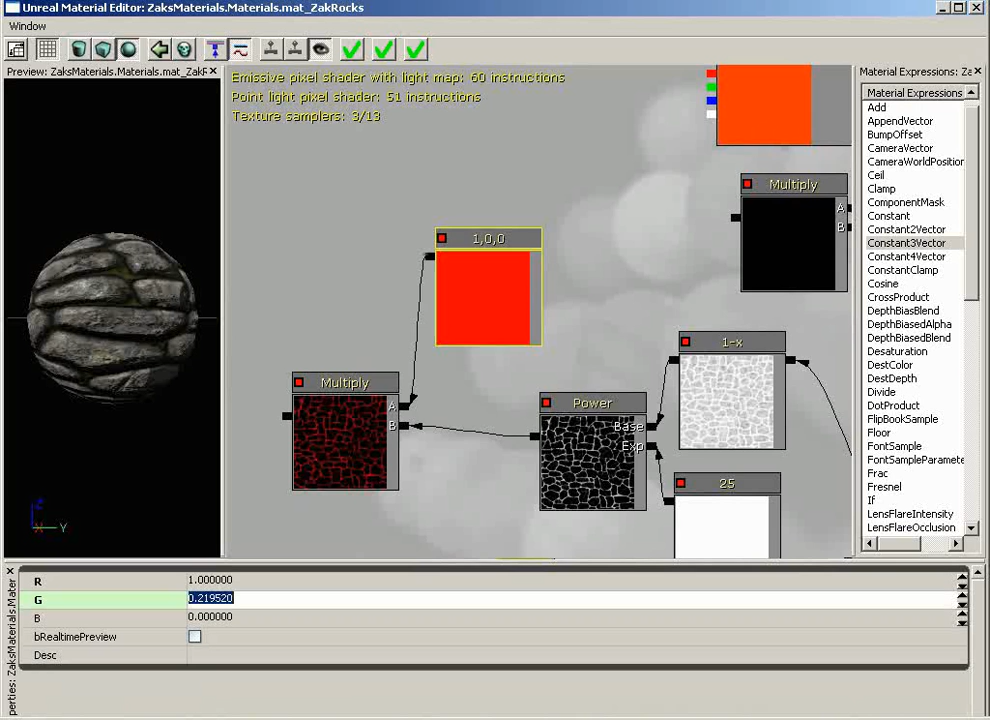 Unreal Material Editor: ZaksMaterials.Materials.mat_ZakRocks
Window
Preview: ZaksMaterials.Materials.mat_ZakF
Emissive pixel shader with light map: 60 instructions
Point light pixel shader: 51 instructions
Texture samplers: 3/13
Multiply
A
B
1,0,0
1-x
Multiply
A
B
Power
Base
Exp
25
Z
X
Y
Material Expressions: Za
Material Expressions
Add
AppendVector
BumpOffset
CameraVector
CameraWorldPosition
Ceil
Clamp
ComponentMask
Constant
Constant2Vector
Constant3Vector
Constant4Vector
ConstantClamp
Cosine
CrossProduct
DepthBiasBlend
DepthBiasedAlpha
DepthBiasedBlend
Desaturation
DestColor
DestDepth
Divide
DotProduct
FlipBookSample
Floor
FontSample
FontSampleParamete
Frac
Fresnel
If
LensFlareIntensity
LensFlareOcclusion
perties: ZaksMaterials.Mater
R 1.000000
G 0.219520
B 0.000000
bRealtimePreview
Desc